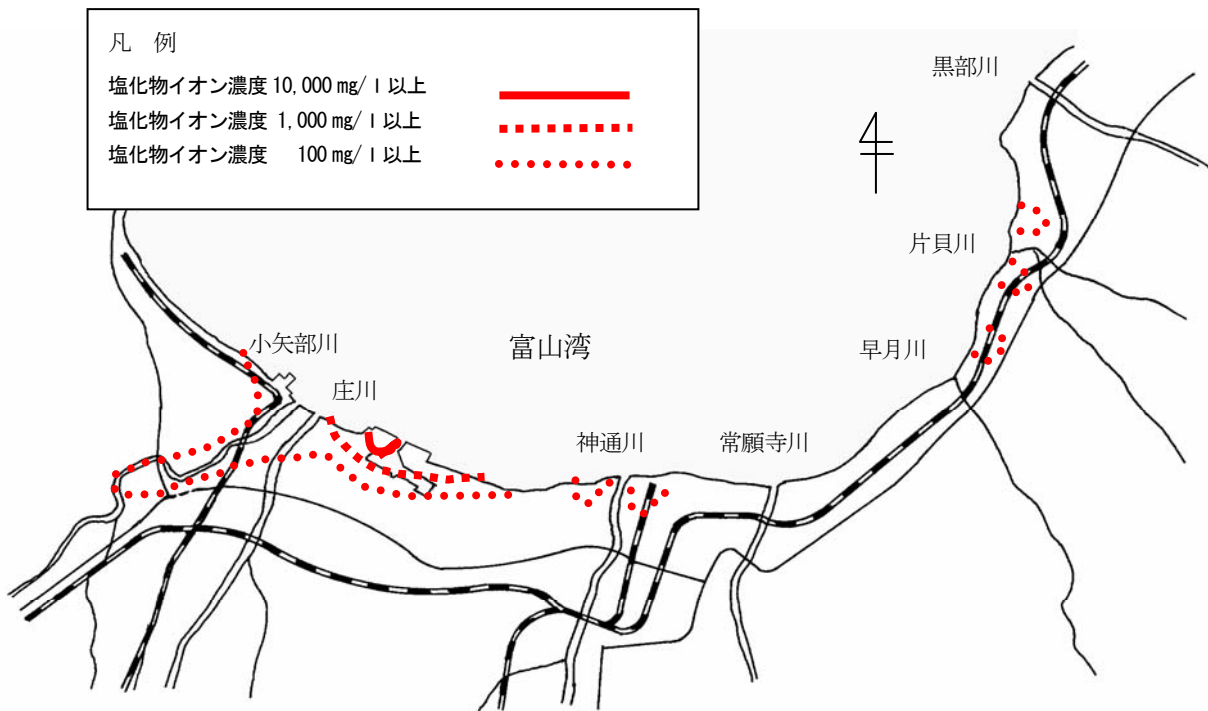 凡　例
塩化物イオン濃度 10,000 mg/ l 以上
塩化物イオン濃度 1,000 mg/ l 以上
塩化物イオン濃度 100 mg/ l 以上
黒部川
片貝川
小矢部川
富山湾
早月川
庄川
神通川
常願寺川